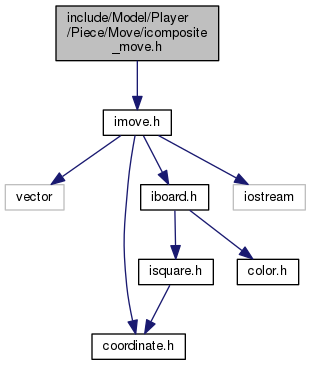 include/Model/Player
/Piece/Move/icomposite
_move.h
imove.h
vector
iboard.h
iostream
isquare.h
color.h
coordinate.h